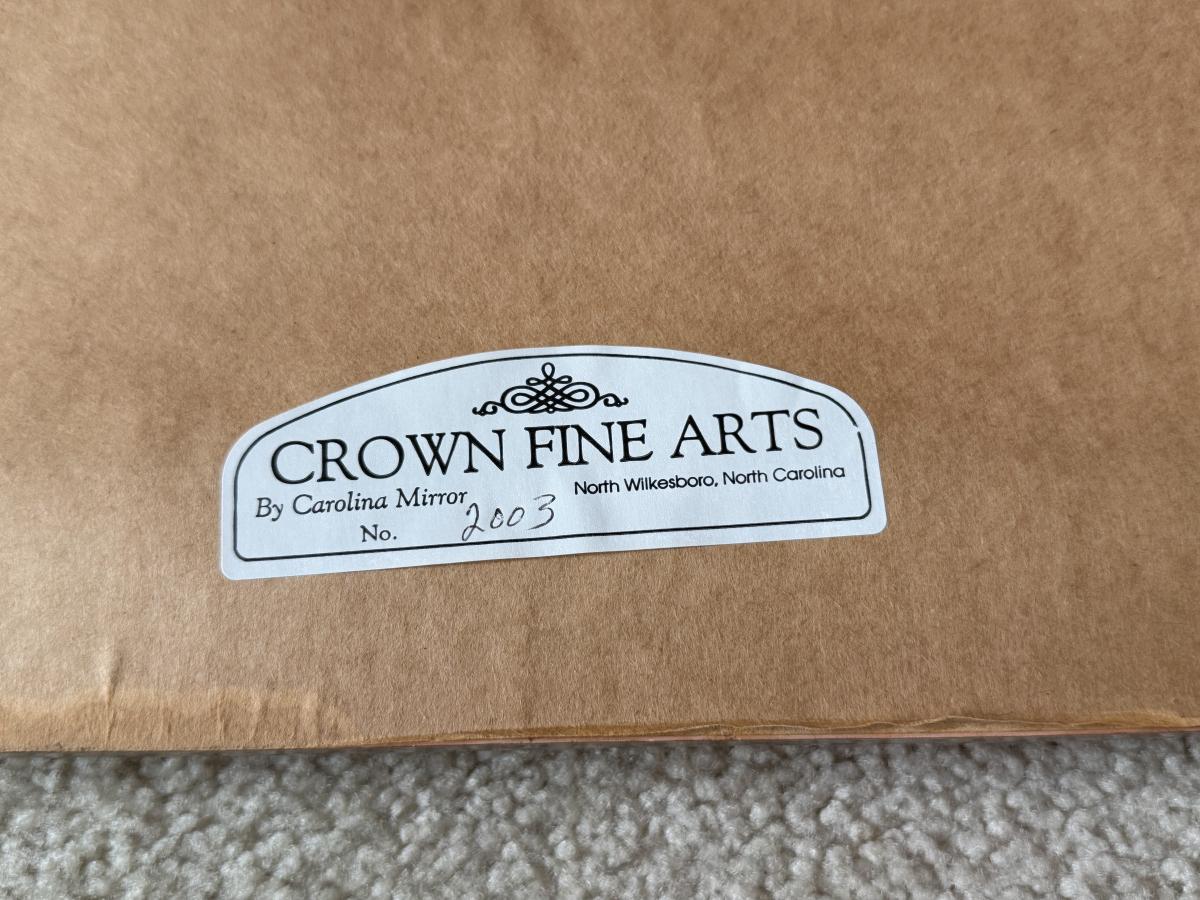 CROWN FINE ARTS
By Carolina Mirror
North Wilkesboro, North Carolina
No. 2003